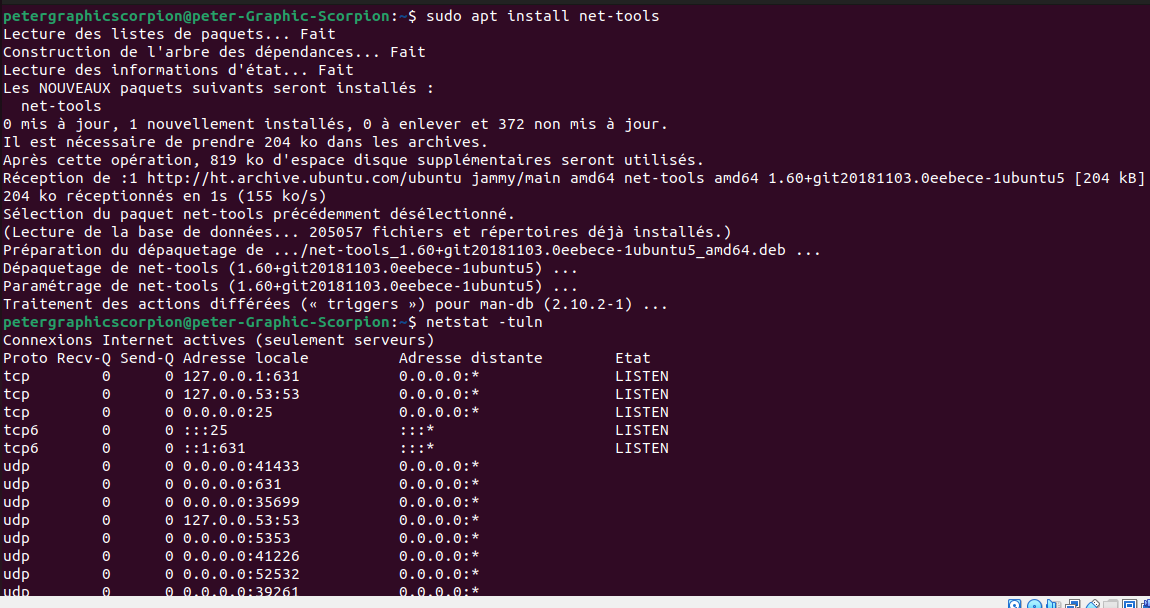 petergraphicscorpion@peter-Graphic-Scorpion:~$ sudo apt install net-tools
Lecture des listes de paquets... Fait
Construction de l'arbre des dépendances... Fait
Lecture des informations d'état... Fait
Les NOUVEAUX paquets suivants seront installés :
  net-tools
0 mis à jour, 1 nouvellement installés, 0 à enlever et 372 non mis à jour.
Il est nécessaire de prendre 204 ko dans les archives.
Après cette opération, 819 ko d'espace disque supplémentaires seront utilisés.
Réception de :1 http://ht.archive.ubuntu.com/ubuntu jammy/main amd64 net-tools amd64 1.60+git20181103.0eebece-1ubuntu5 [204 kB]
204 ko réceptionnés en 1s (155 ko/s)
Sélection du paquet net-tools précédemment désélectionné.
(Lecture de la base de données... 205057 fichiers et répertoires déjà installés.)
Préparation du dépaquetage de .../net-tools_1.60+git20181103.0eebece-1ubuntu5_amd64.deb ...
Dépaquetage de net-tools (1.60+git20181103.0eebece-1ubuntu5) ...
Paramétrage de net-tools (1.60+git20181103.0eebece-1ubuntu5) ...
Traitement des actions différées (« triggers ») pour man-db (2.10.2-1) ...
petergraphicscorpion@peter-Graphic-Scorpion:~$ netstat -tuln
Connexions Internet actives (seulement serveurs)
Proto Recv-Q Send-Q Adresse locale          Adresse distante        Etat
tcp        0      0 127.0.0.1:631           0.0.0.0:*               LISTEN
tcp        0      0 127.0.0.53:53           0.0.0.0:*               LISTEN
tcp        0      0 0.0.0.0:25              0.0.0.0:*               LISTEN
tcp6       0      0 :::25                   :::*                    LISTEN
tcp6       0      0 ::1:631                 :::*                    LISTEN
udp        0      0 0.0.0.0:41433           0.0.0.0:*
udp        0      0 0.0.0.0:631             0.0.0.0:*
udp        0      0 0.0.0.0:35699           0.0.0.0:*
udp        0      0 127.0.0.53:53           0.0.0.0:*
udp        0      0 0.0.0.0:5353            0.0.0.0:*
udp        0      0 0.0.0.0:41226           0.0.0.0:*
udp        0      0 0.0.0.0:52532           0.0.0.0:*
udp        0      0 0.0.0.0:39261           0.0.0.0:*